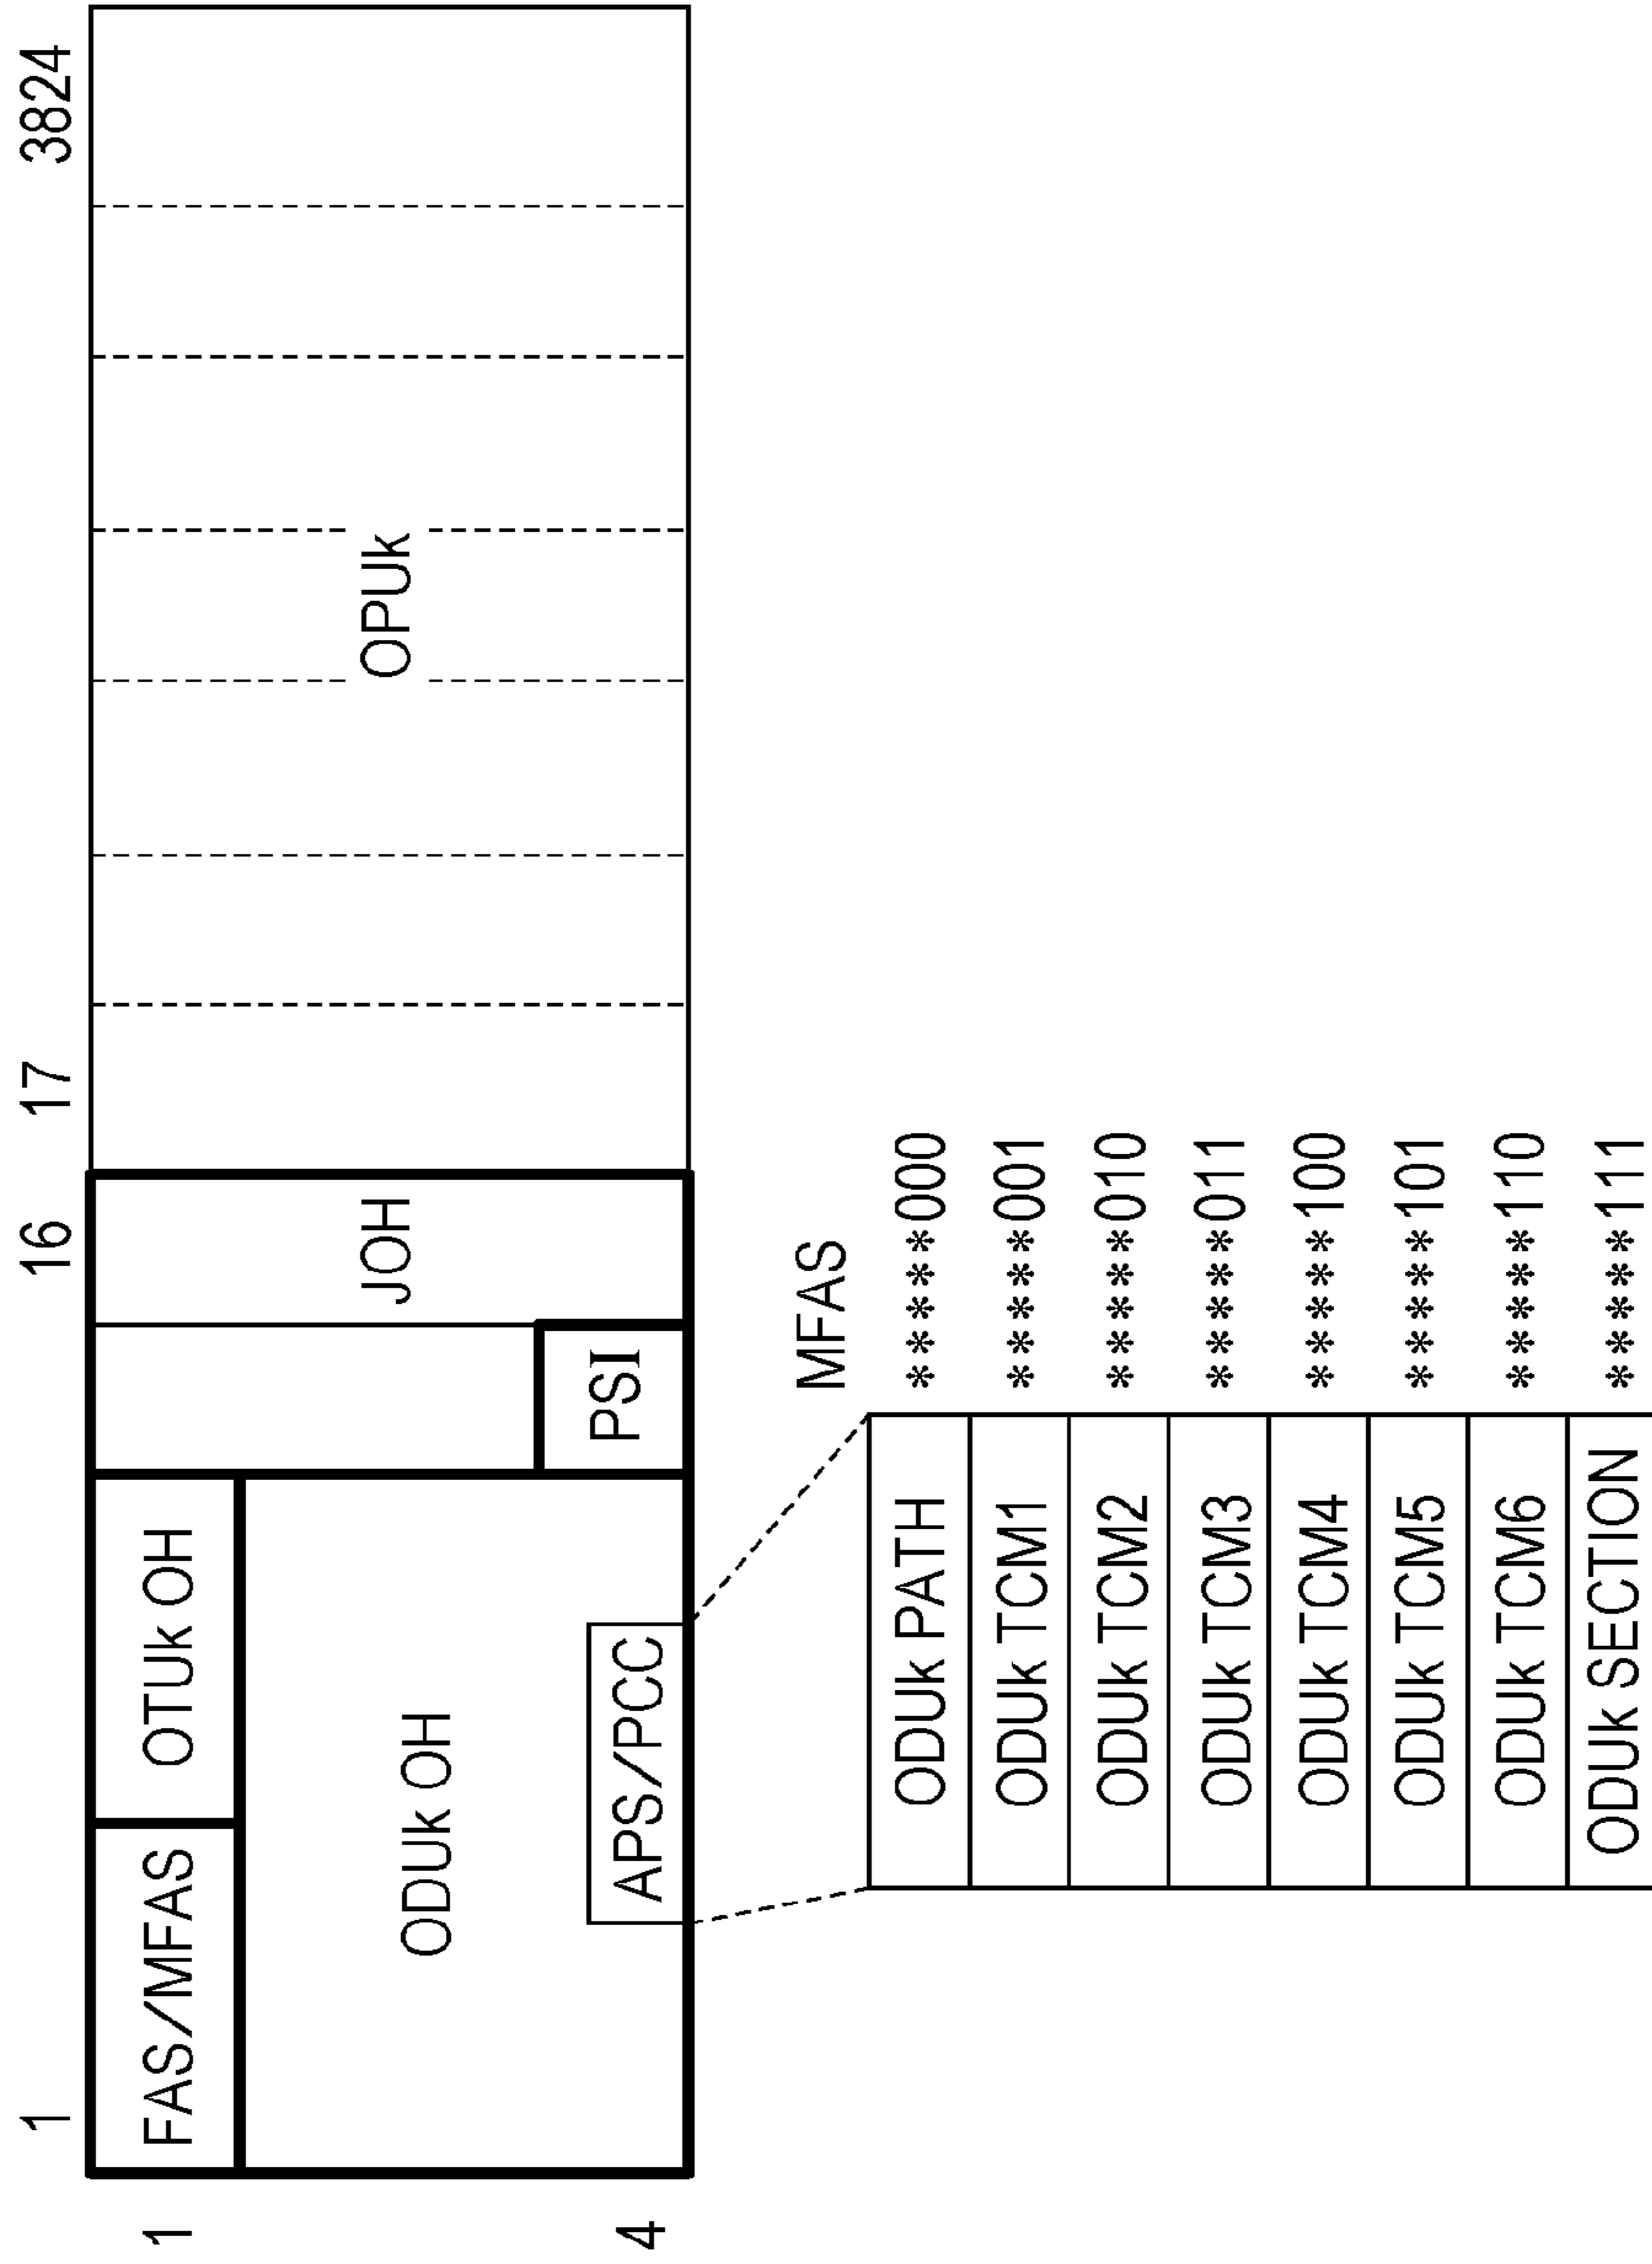 1 16 17 3824
1 FAS/MFAS OTUk OH
JOH
OPUk
ODUk OH
4 APS/PCC PSI
MFAS
ODUk PATH *****000
ODUk TCM1 *****001
ODUk TCM2 *****010
ODUk TCM3 *****011
ODUk TCM4 *****100
ODUk TCM5 *****101
ODUk TCM6 *****110
ODUk SECTION *****111